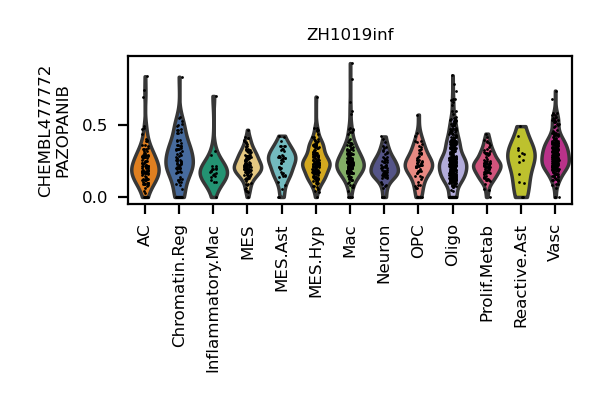 ZH1019inf
CHEMBL477772
PAZOPANIB
0.5
0.0
AC
Chromatin.Reg
Inflammatory.Mac
MES
MES.Ast
MES.Hyp
Mac
Neuron
OPC
Oligo
Prolif.Metab
Reactive.Ast
Vasc